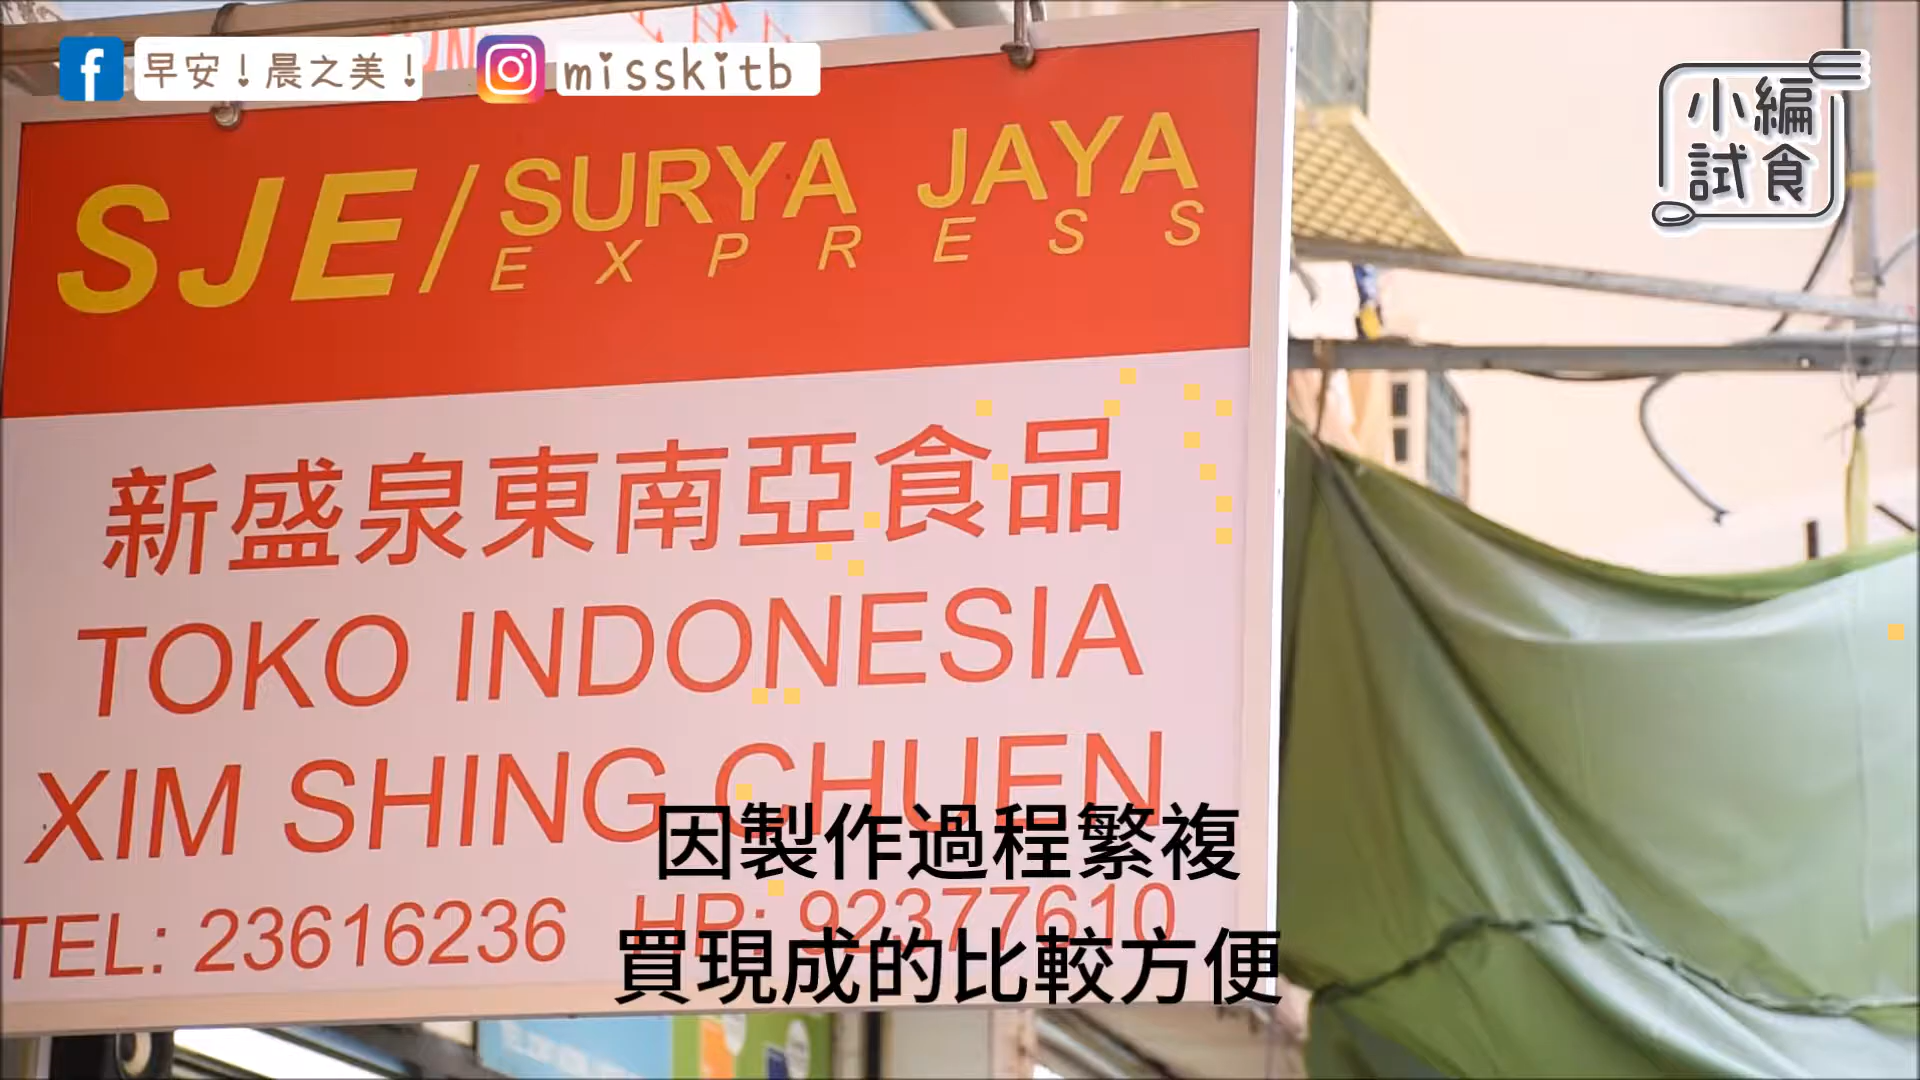 早安！晨之美！
misskitb
小編
試食
SJE/SURYA JAYA
EXPRESS
新盛泉東南亞食品
TOKO INDONESIA
XIM SHING CHUEN
TEL: 23616236 HP: 92377610
因製作過程繁複
買現成的比較方便